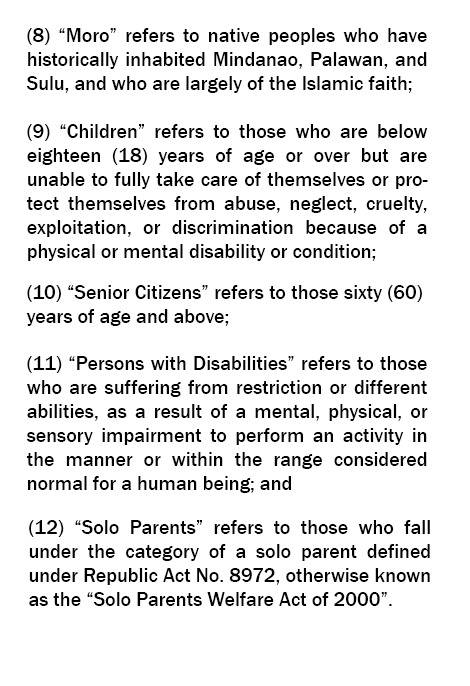 (8) “Moro” refers to native peoples who have
historically inhabited Mindanao, Palawan, and
Sulu, and who are largely of the Islamic faith;
(9) “Children” refers to those who are below
eighteen (18) years of age or over but are
unable to fully take care of themselves or pro-
tect themselves from abuse, neglect, cruelty,
exploitation, or discrimination because of a
physical or mental disability or condition;
(10) “Senior Citizens” refers to those sixty (60)
years of age and above;
(11) “Persons with Disabilities” refers to those
who are suffering from restriction or different
abilities, as a result of a mental, physical, or
sensory impairment to perform an activity in
the manner or within the range considered
normal for a human being; and
(12) “Solo Parents” refers to those who fall
under the category of a solo parent defined
under Republic Act No. 8972, otherwise known
as the “Solo Parents Welfare Act of 2000”.